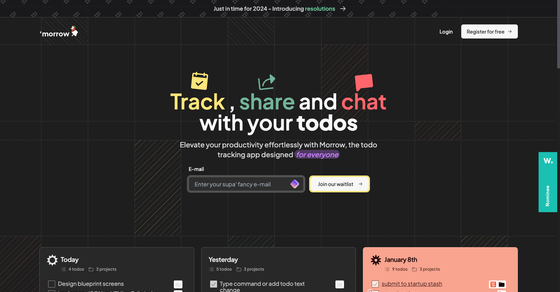 Just in time for 2024 - Introducing resolutions →
'morrow
Login
Register for free →
Track, share and chat
with your todos
Elevate your productivity effortlessly with Morrow, the todo
tracking app designed for everyone
E-mail
Enter your supa' fancy e-mail
Join our waitlist →
W.
Nominee
Today
4 todos
3 projects
Yesterday
5 todos
3 projects
January 8th
9 todos
3 projects
Design blueprint screens
Type command or add todo text
change
submit to startup stash